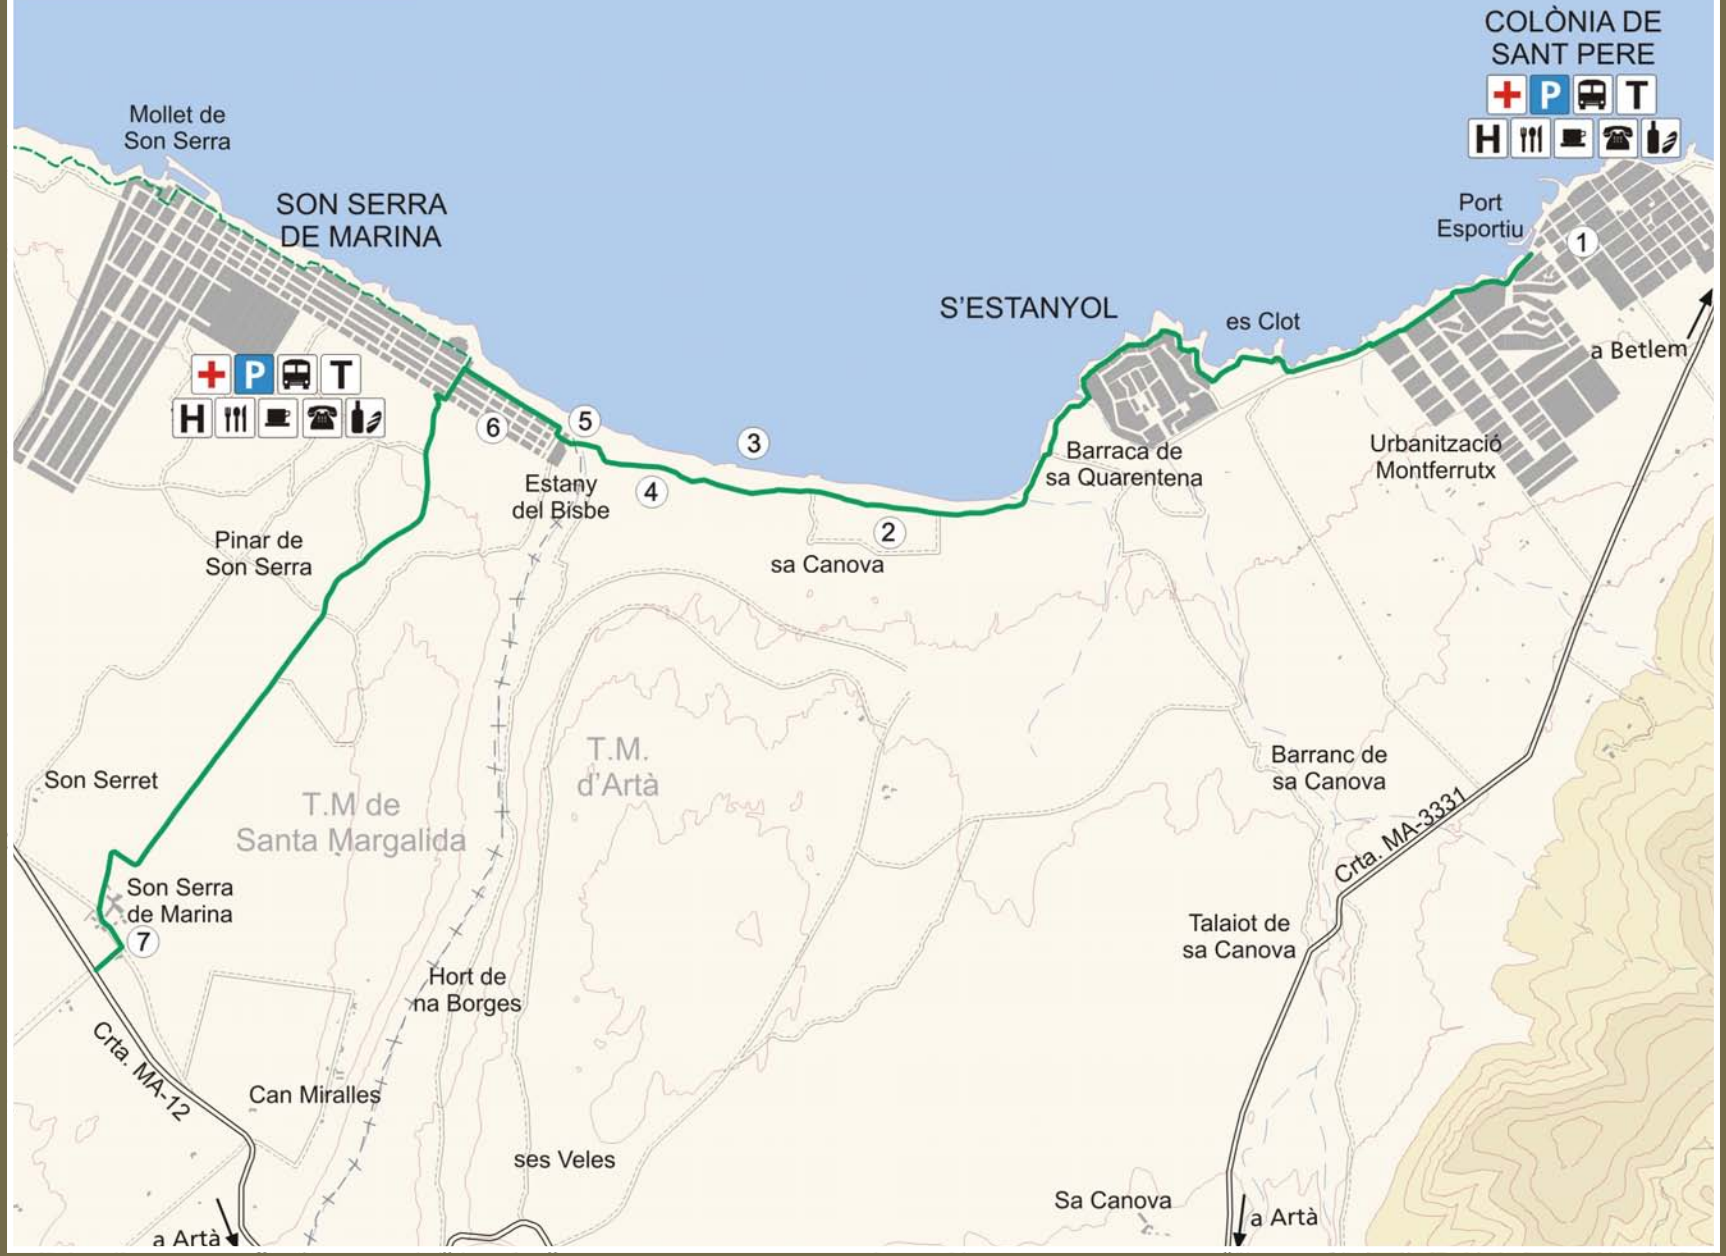 COLÒNIA DE
SANT PERE
P
T
H
Mollet de
Son Serra
SON SERRA
DE MARINA
Port
Esportiu
1
S'ESTANYOL
es Clot
a Betlem
P
T
H
6
5
3
4
2
Barraca de
sa Quarentena
Urbanització
Montferrutx
Estany
del Bisbe
Pinar de
Son Serra
sa Canova
Son Serret
T.M de
Santa Margalida
T.M.
d'Artà
Barranc de
sa Canova
Crta. MA-3331
Son Serra
de Marina
7
Talaiot de
sa Canova
Hort de
na Borges
Crta. MA-12
Can Miralles
ses Veles
Sa Canova
a Artà
a Artà